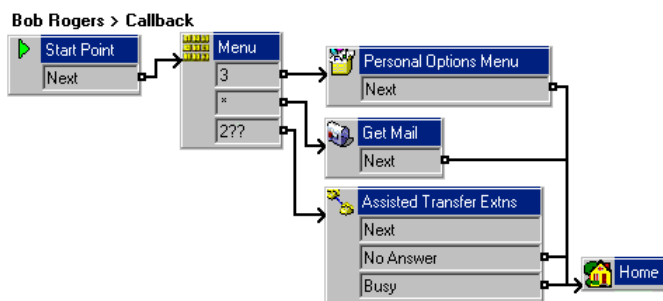 Bob Rogers > Callback
Start Point
Next
Menu
3
*
2??
Personal Options Menu
Next
Get Mail
Next
Assisted Transfer Extns
Next
No Answer
Busy
Home